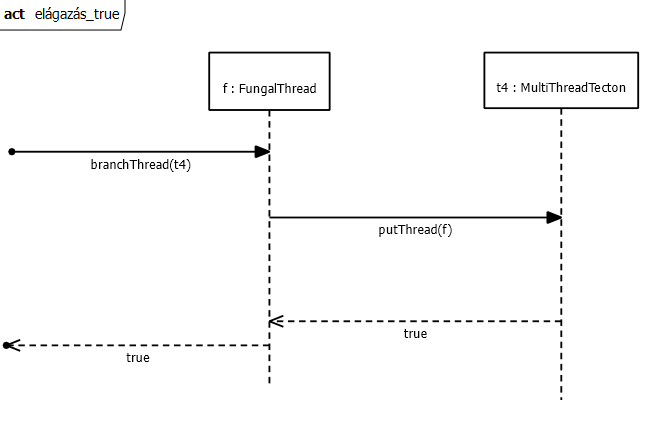 act elágazás_true
f : FungalThread
t4 : MultiThreadTecton
branchThread(t4)
putThread(f)
true
true